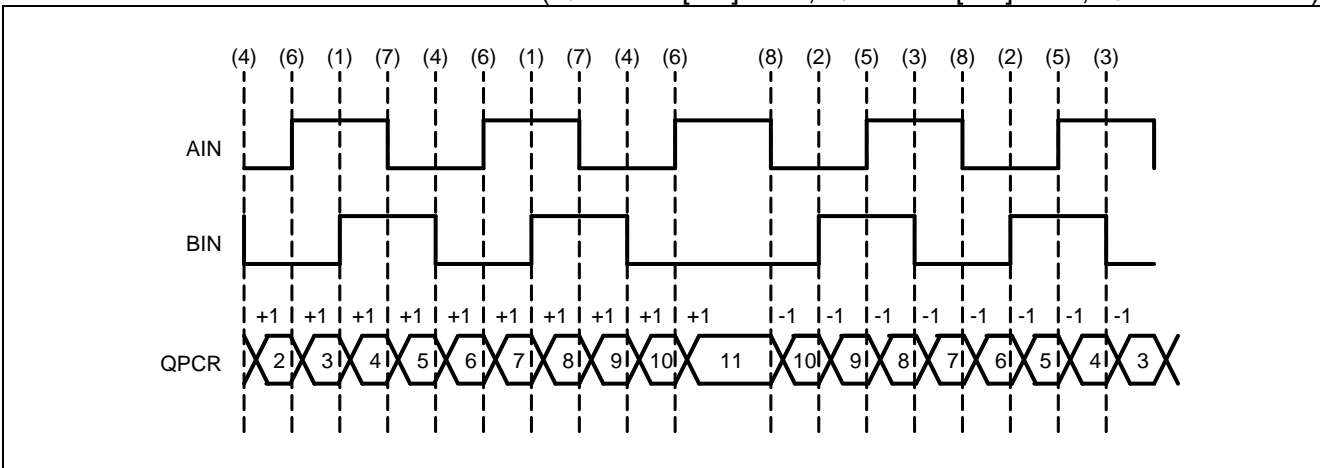 (4) (6) (1) (7) (4) (6) (1) (7) (4) (6) (8) (2) (5) (3) (8) (2) (5) (3)
AIN
BIN
+1 +1 +1 +1 +1 +1 +1 +1 +1 +1 -1 -1 -1 -1 -1 -1 -1 -1
QPCR 2 3 4 5 6 7 8 9 10 11 10 9 8 7 6 5 4 3